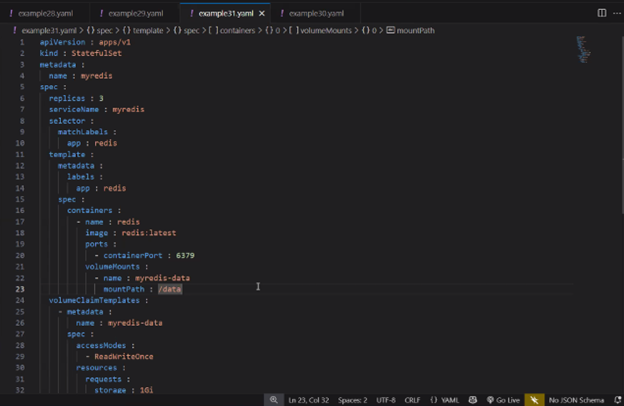 ! example28.yaml ! example29.yaml ! example31.yaml × ! example30.yaml
! example31.yaml > {} spec > {} template > {} spec > [ ] containers > {} 0 > [ ] volumeMounts > {} 0 > mountPath
1 apiVersion : apps/v1
2 kind : StatefulSet
3 metadata :
4 name : myredis
5 spec :
6 replicas : 3
7 serviceName : myredis
8 selector :
9 matchLabels :
10 app : redis
11 template :
12 metadata :
13 labels :
14 app : redis
15 spec :
16 containers :
17 - name : redis
18 image : redis:latest
19 ports :
20 - containerPort : 6379
21 volumeMounts :
22 - name : myredis-data
23 mountPath : /data
24 volumeClaimTemplates :
25 - metadata :
26 name : myredis-data
27 spec :
28 accessModes :
29 - ReadWriteOnce
30 resources :
31 requests :
32 storage : 1Gi
Ln 23, Col 32 Spaces: 2 UTF-8 CRLF {} YAML Go Live No JSON Schema